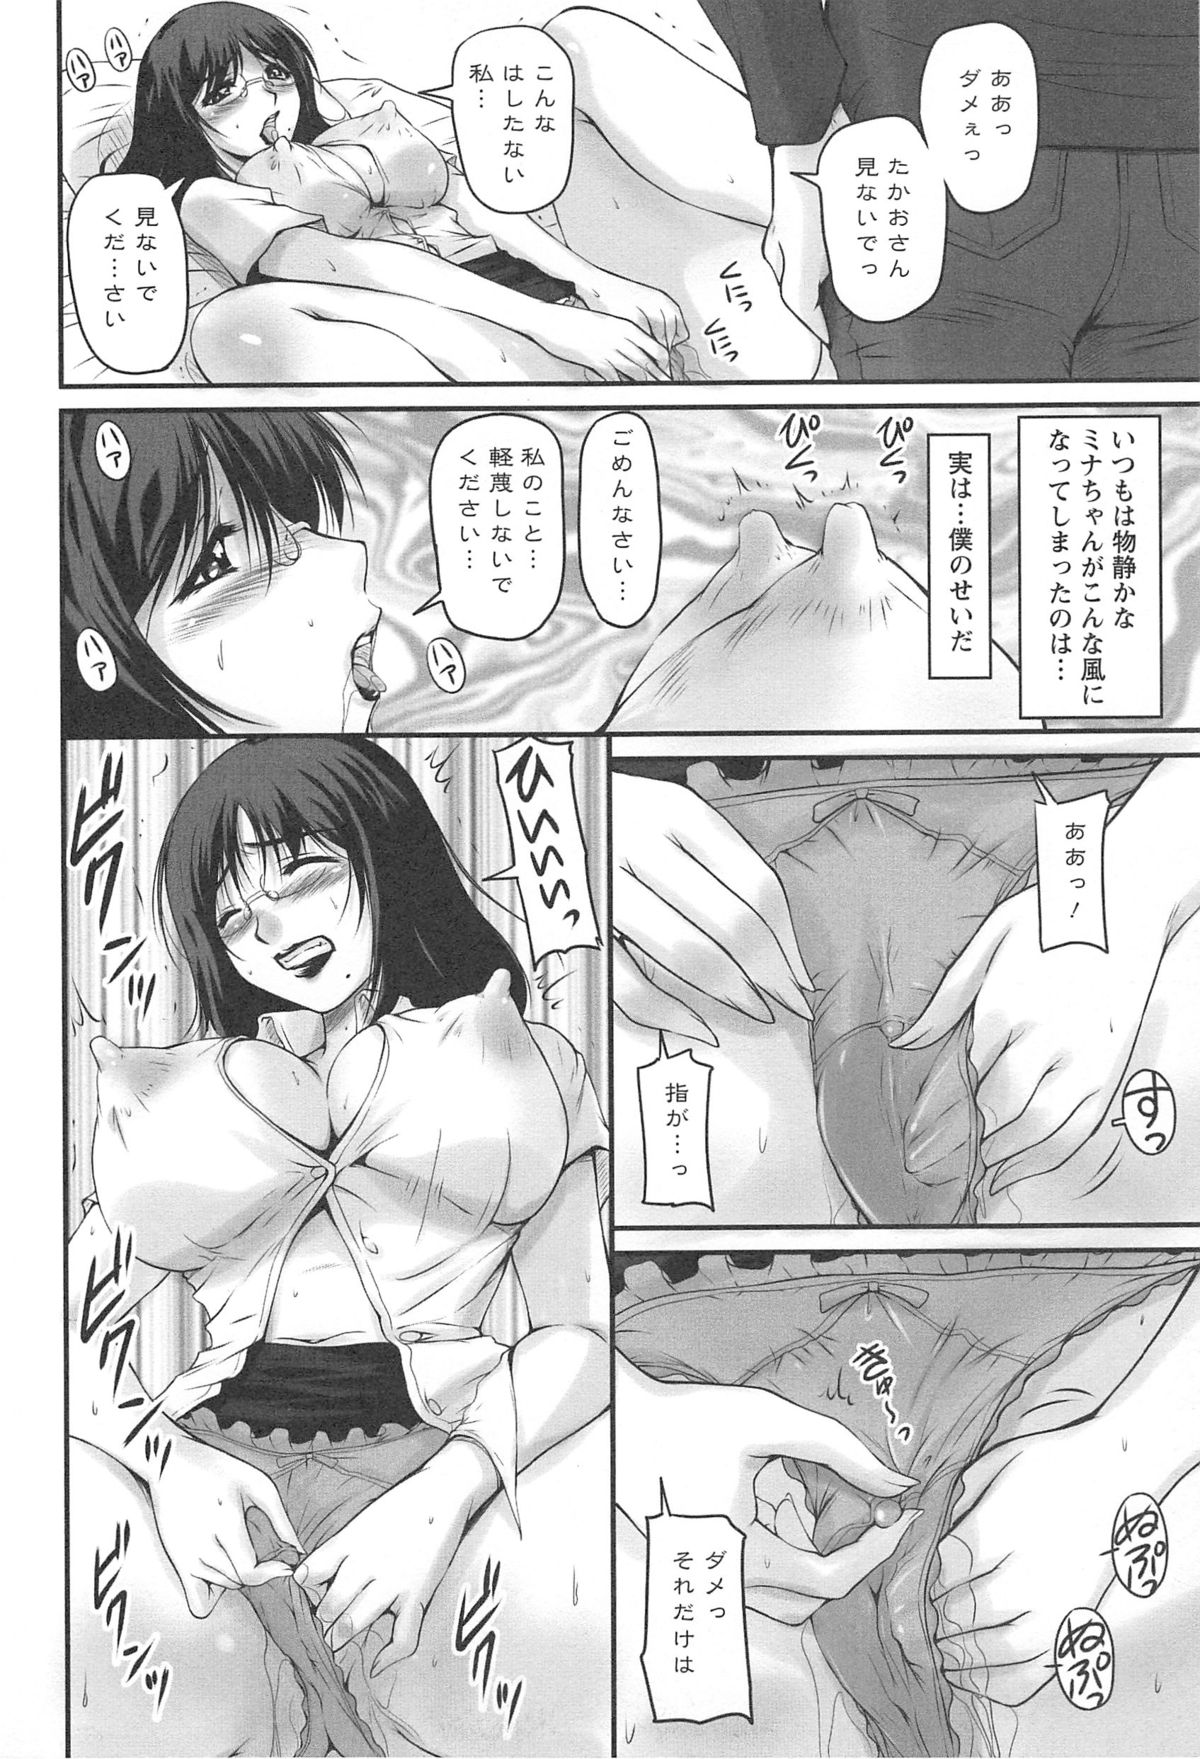 ああっ
ダメぇっ
たかおさん
見ないでっ
こんな
はしたない
私…
見ないで
くだ…さい
ハァ
ハァ
ハァ
くにっ
くにっ
いつもは物静かな
ミナちゃんがこんな風に
なってしまったのは…
実は…僕のせいだ
ぴくっ
ぴくっ
ごめんなさい…
私のこと…
軽蔑しないで
ください…
ハァ
ハァ
ハァ
ああっ!
指が…っ
すっ
きゅ~っ
ダメっ
それだけは
ぬぷっ
ぬぷっ
ひいいいっ
ビクンッ
ビクッ
ビクンッ
ビクッ